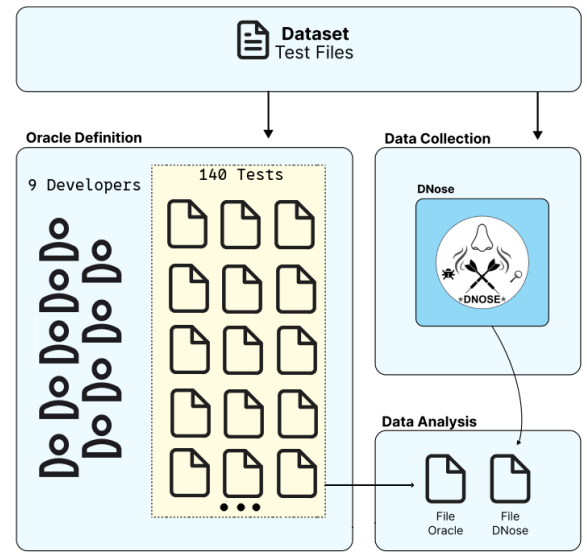 Dataset
Test Files
Oracle Definition
9 Developers
140 Tests
Data Collection
DNose
*DNOSE*
Data Analysis
File
Oracle
File
DNose